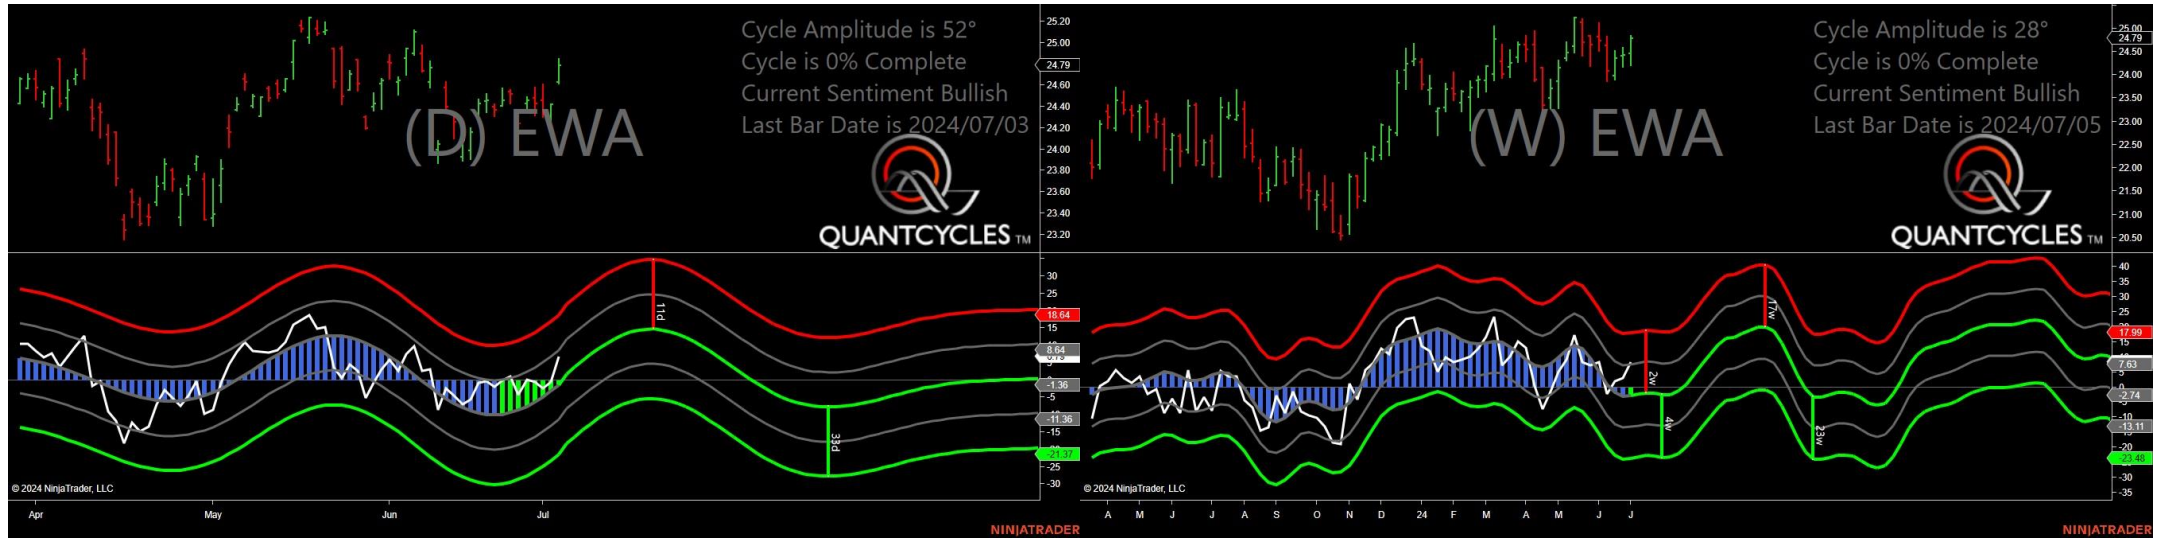 Cycle Amplitude is 52°
Cycle is 0% Complete
Current Sentiment Bullish
Last Bar Date is 2024/07/03
(D) EWA
QUANTCYCLES TM
25.20
25.00
24.79
24.60
24.40
24.20
24.00
23.80
23.60
23.40
23.20
11d
33d
30
25
18.64
15
8.64
-1.36
-5
-11.36
-15
-21.37
-25
-30
© 2024 NinjaTrader, LLC
Apr May Jun Jul
NINJATRADER
Cycle Amplitude is 28°
Cycle is 0% Complete
Current Sentiment Bullish
Last Bar Date is 2024/07/05
(W) EWA
QUANTCYCLES TM
25.00
24.79
24.50
24.00
23.50
23.00
22.50
22.00
21.50
21.00
20.50
2w
4w
17w
23w
40
35
30
25
17.99
15
7.63
5
0
-2.74
-10
-13.11
-20
-23.48
-30
-35
© 2024 NinjaTrader, LLC
A M J J A S O N D 24 F M A M J J
NINJATRADER